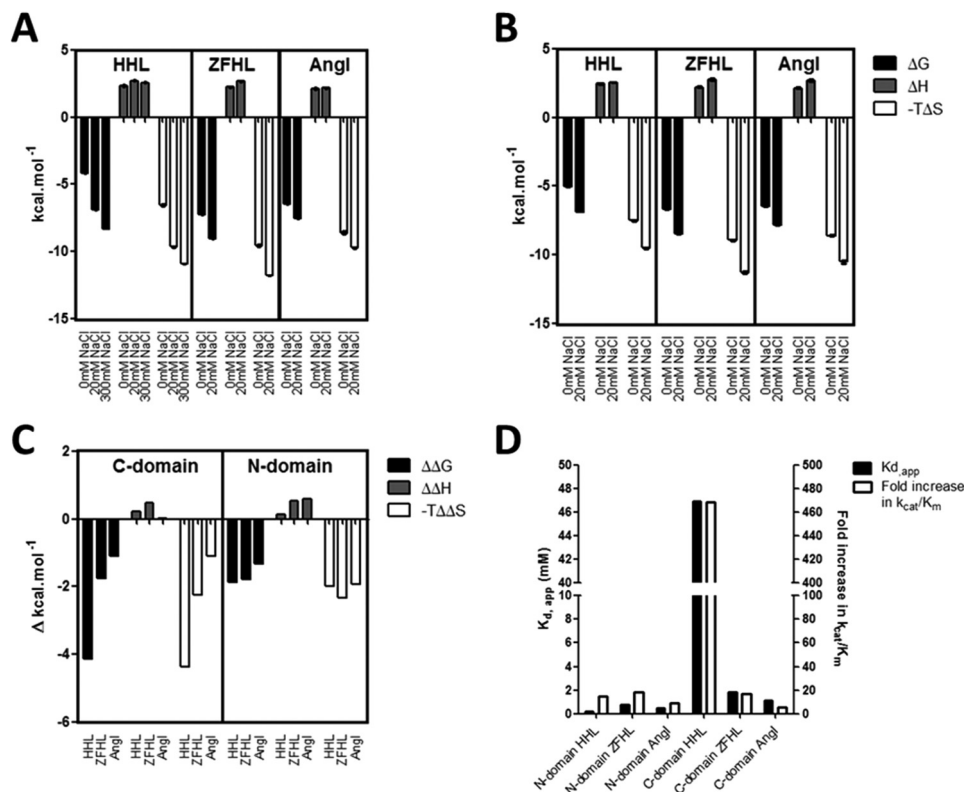 A
5
0
-5
-10
-15
kcal.mol⁻¹
HHL
ZFHL
AngI
0mM NaCl
20mM NaCl
300mM NaCl
0mM NaCl
20mM NaCl
300mM NaCl
0mM NaCl
20mM NaCl
300mM NaCl
0mM NaCl
20mM NaCl
0mM NaCl
20mM NaCl
0mM NaCl
20mM NaCl
0mM NaCl
20mM NaCl
0mM NaCl
20mM NaCl
0mM NaCl
20mM NaCl
B
5
0
-5
-10
-15
kcal.mol⁻¹
HHL
ZFHL
AngI
0mM NaCl
20mM NaCl
0mM NaCl
20mM NaCl
0mM NaCl
20mM NaCl
0mM NaCl
20mM NaCl
0mM NaCl
20mM NaCl
0mM NaCl
20mM NaCl
0mM NaCl
20mM NaCl
0mM NaCl
20mM NaCl
0mM NaCl
20mM NaCl
ΔG
ΔH
-TΔS
C
2
0
-2
-4
-6
Δ kcal.mol⁻¹
C-domain
N-domain
HHL
ZFHL
AngI
HHL
ZFHL
AngI
HHL
ZFHL
AngI
HHL
ZFHL
AngI
HHL
ZFHL
AngI
HHL
ZFHL
AngI
ΔΔG
ΔΔH
-TΔΔS
D
50
48
46
44
42
40
10
8
6
4
2
0
Kd, app (mM)
500
480
460
440
420
400
100
80
60
40
20
0
Fold increase in kcat/Km
N-domain HHL
N-domain ZFHL
N-domain AngI
C-domain HHL
C-domain ZFHL
C-domain AngI
Kd,app
Fold increase
in kcat/Km